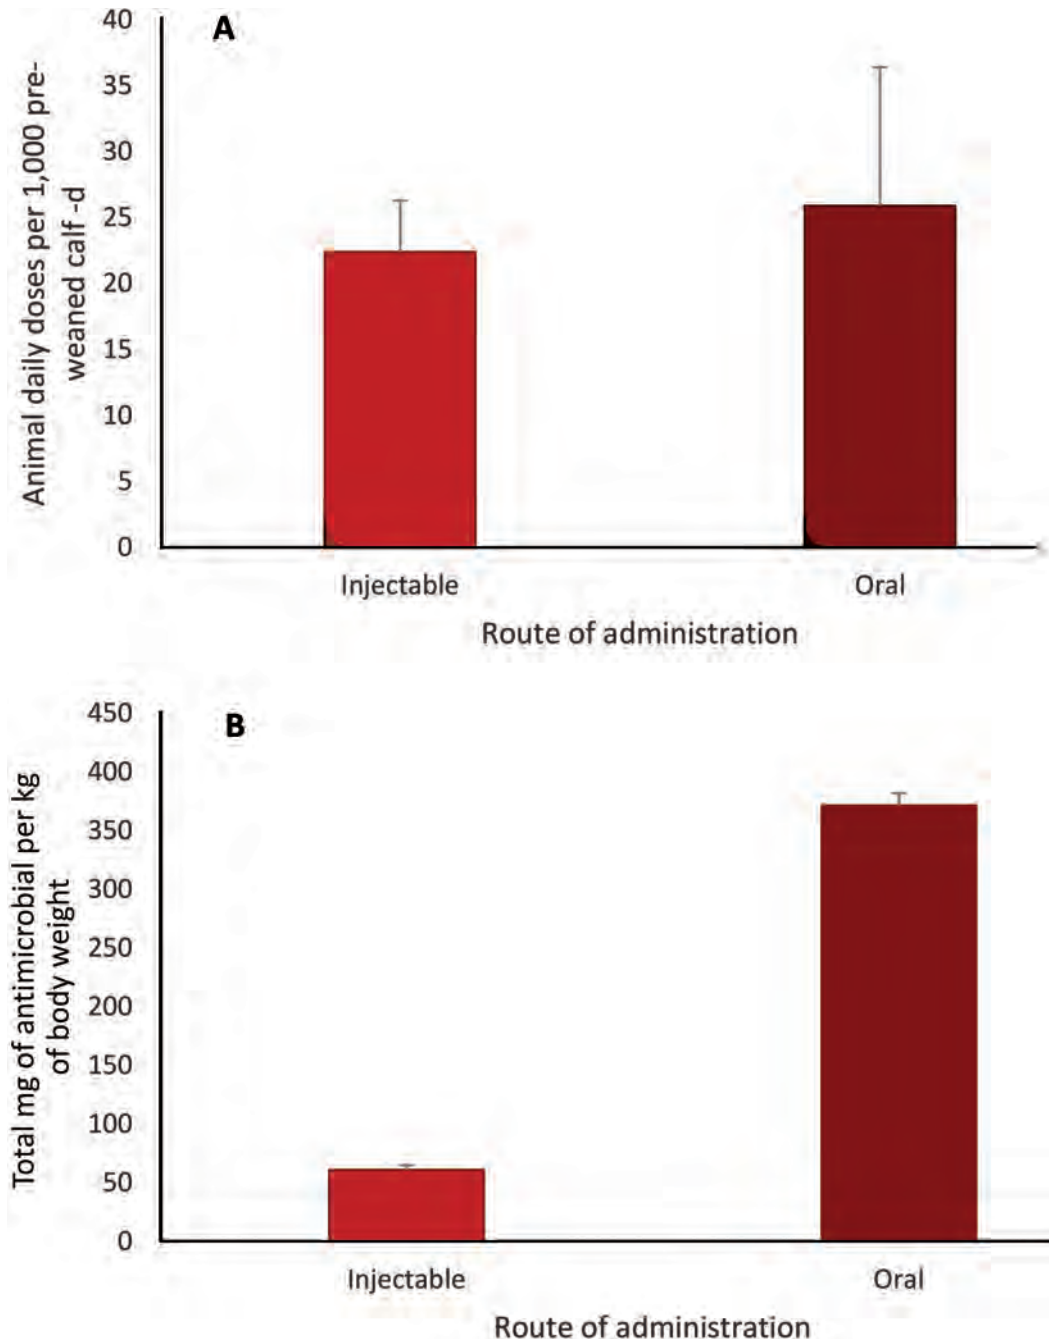 A
Animal daily doses per 1,000 pre-
weaned calf -d
40
35
30
25
20
15
10
5
0
Injectable
Oral
Route of administration
B
Total mg of antimicrobial per kg
of body weight
450
400
350
300
250
200
150
100
50
0
Injectable
Oral
Route of administration